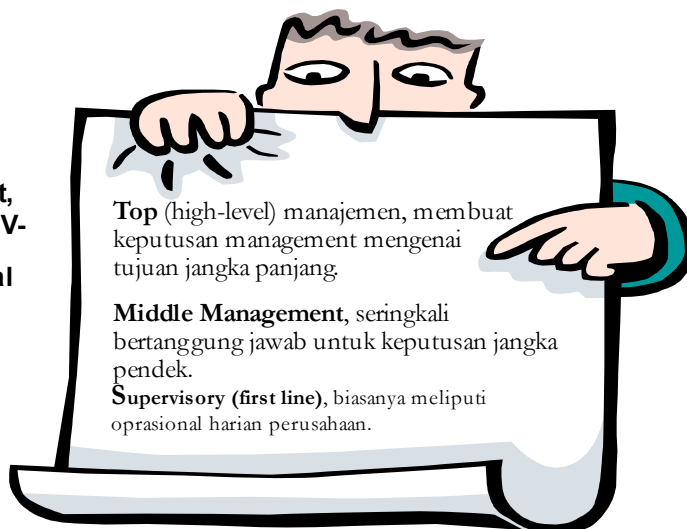 t,
V-
al
Top (high-level) manajemen, membuat
keputusan management mengenai
tujuan jangka panjang.
Middle Management, seringkali
bertanggung jawab untuk keputusan jangka
pendek.
Supervisory (first line), biasanya meliputi
oprasional harian perusahaan.